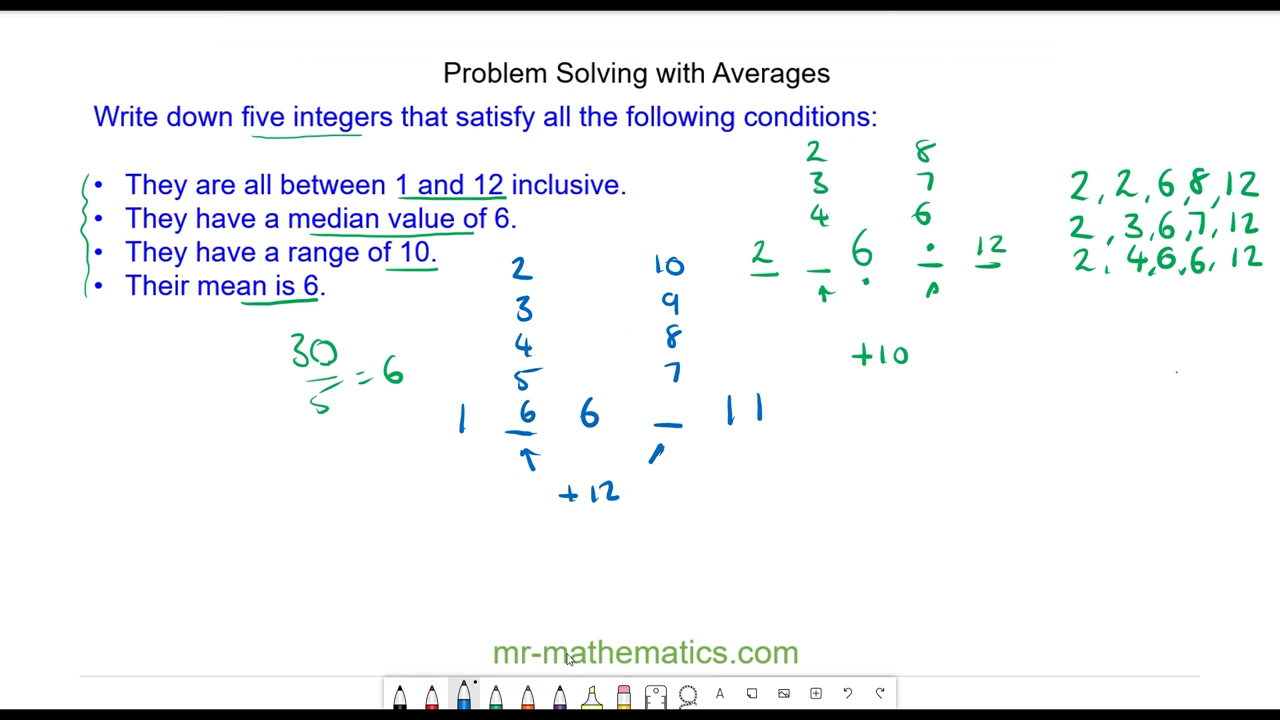 Problem Solving with Averages
Write down five integers that satisfy all the following conditions:
• They are all between 1 and 12 inclusive.
• They have a median value of 6.
• They have a range of 10.
• Their mean is 6.
30/5 = 6
2 8
3 7
4 6
2 _ 6 _ 12
+10
2, 2, 6, 8, 12
2, 3, 6, 7, 12
2, 4, 6, 6, 12
2 10
3 9
4 8
5 7
1 6 6 _ 11
+12
mr-mathematics.com
A